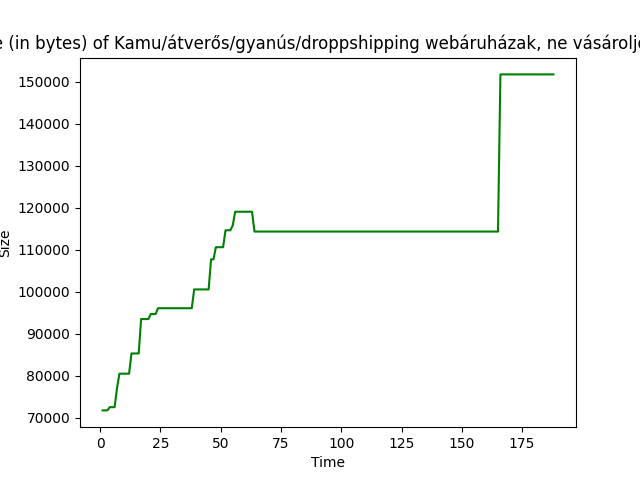 e (in bytes) of Kamu/átverős/gyanús/droppshipping webáruházak, ne vásárolj
150000
140000
130000
120000
110000
100000
90000
80000
70000
Size
0 25 50 75 100 125 150 175
Time